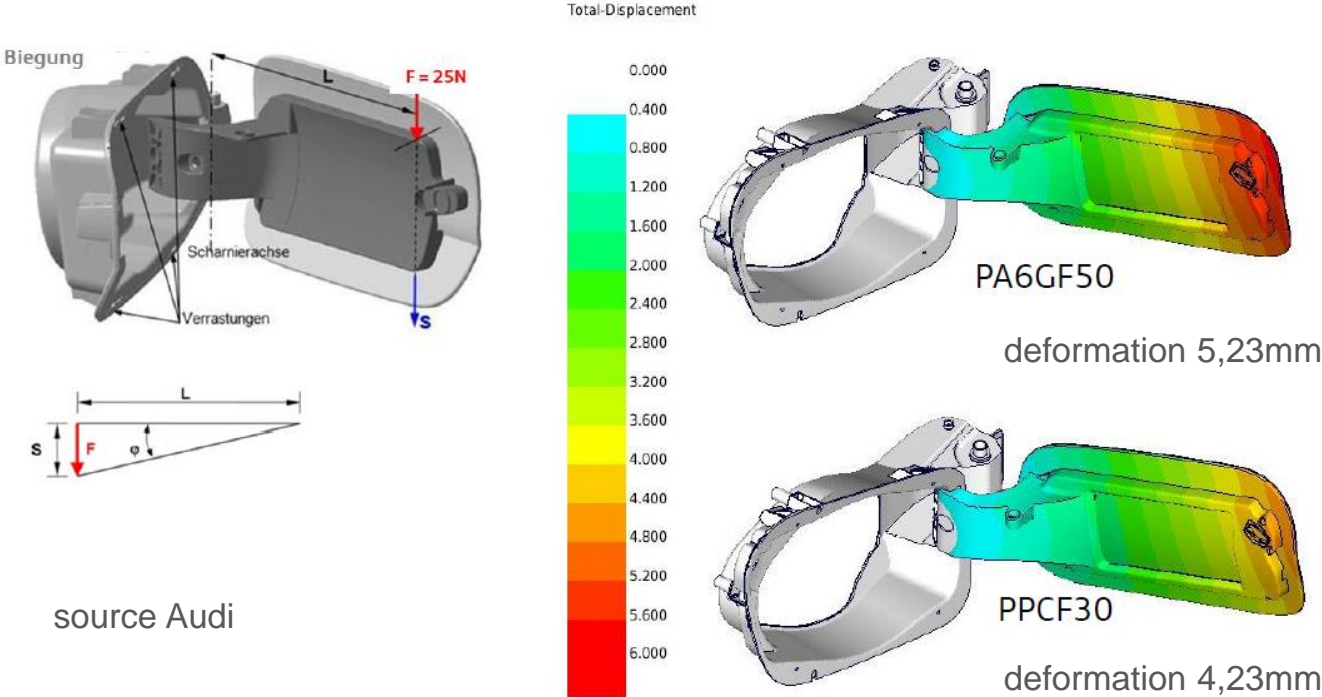 Total-Displacement
Biegung
L
F = 25N
Scharnierachse
Verrastungen
S
L
S
F
φ
source Audi
0.000
0.400
0.800
1.200
1.600
2.000
2.400
2.800
3.200
3.600
4.000
4.400
4.800
5.200
5.600
6.000
PA6GF50
deformation 5,23mm
PPCF30
deformation 4,23mm